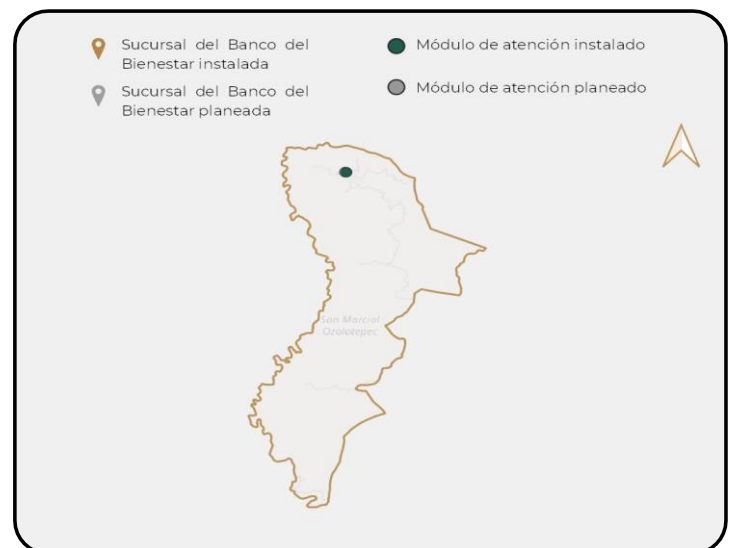 Sucursal del Banco del
Bienestar instalada
Sucursal del Banco del
Bienestar planeada
Módulo de atención instalado
Módulo de atención planeado
San Marcial
Ozolotepec